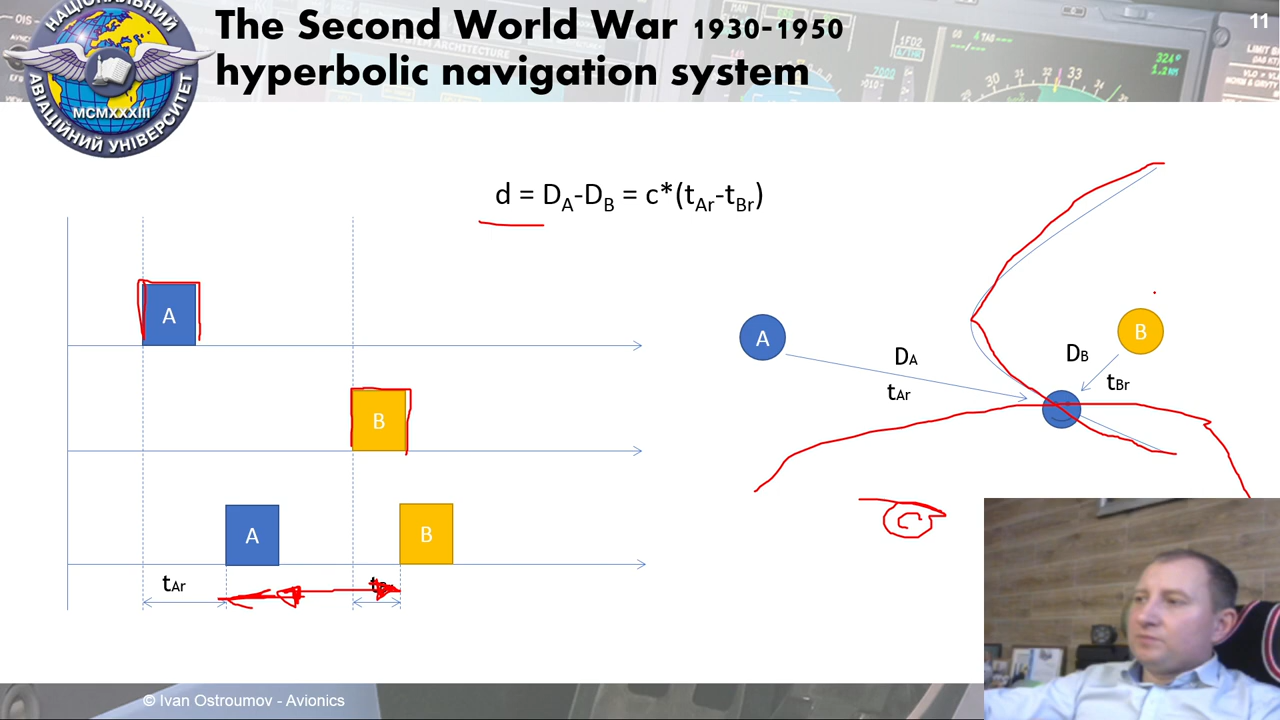 The Second World War 1930-1950
hyperbolic navigation system
11
НАЦІОНАЛЬНИЙ
АВІАЦІЙНИЙ УНІВЕРСИТЕТ
MCMXXXIII
d = DA-DB = c*(tAr-tBr)
A
B
A
B
tAr
A
B
DA
tAr
DB
tBr
C
© Ivan Ostroumov - Avionics